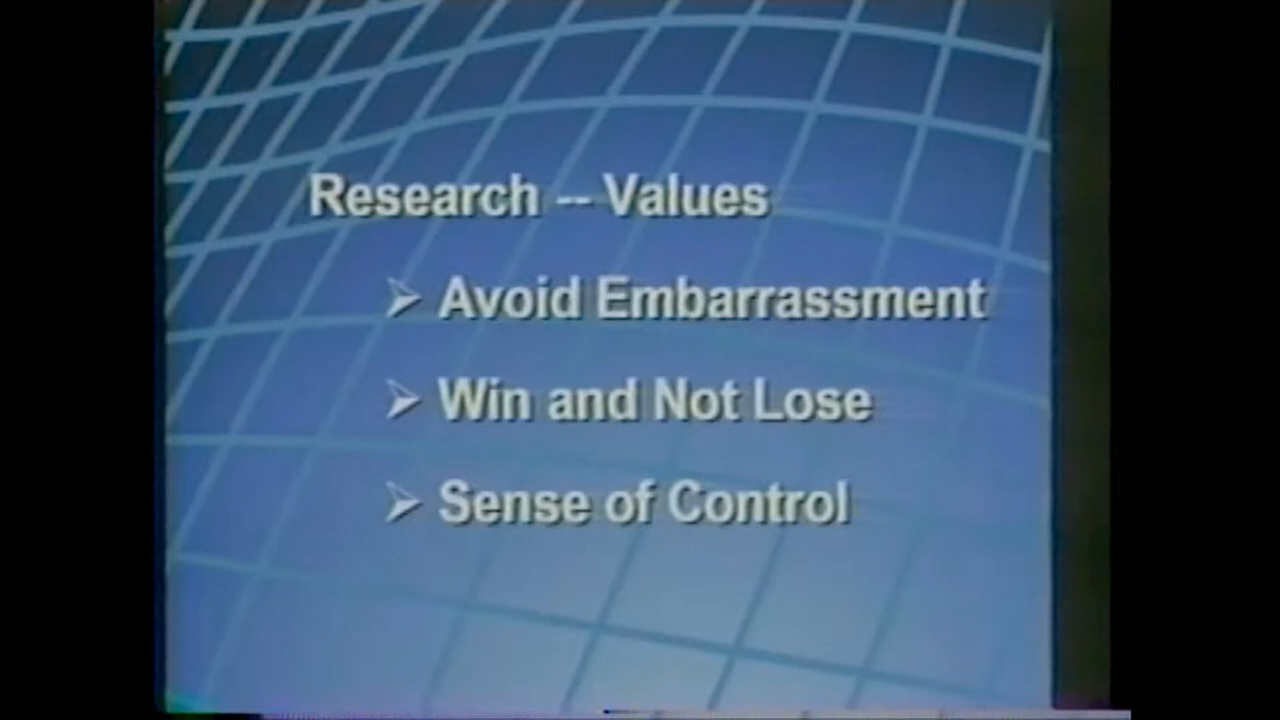 Research -- Values
➢ Avoid Embarrassment
➢ Win and Not Lose
➢ Sense of Control